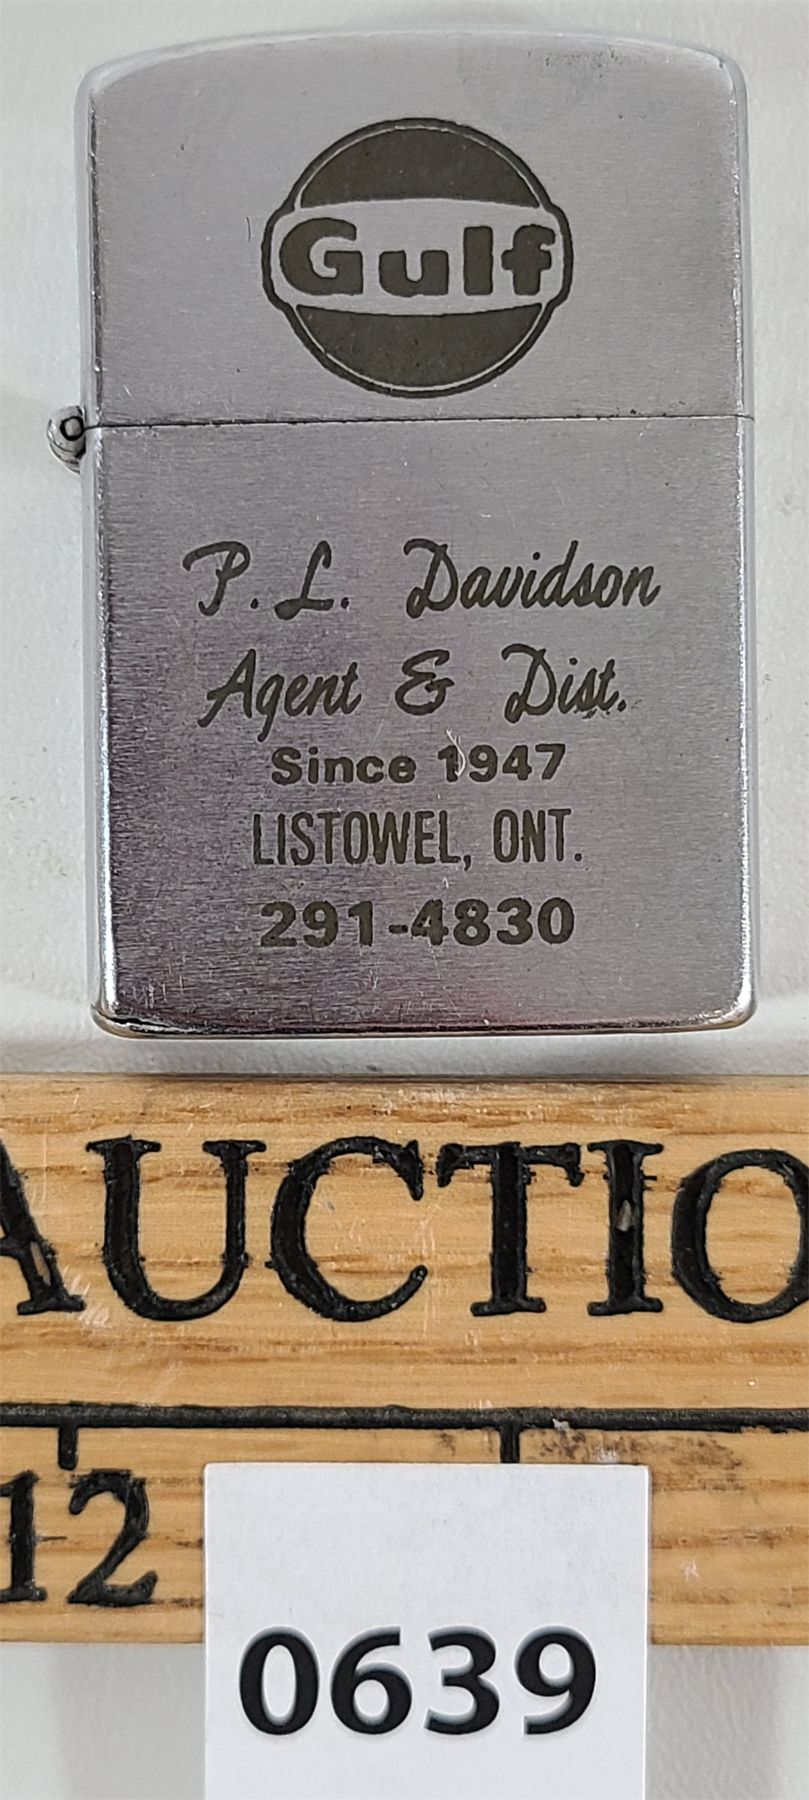 Gulf
P. L. Davidson
Agent & Dist.
Since 1947
LISTOWEL, ONT.
291-4830
AUCTIO
12
0639